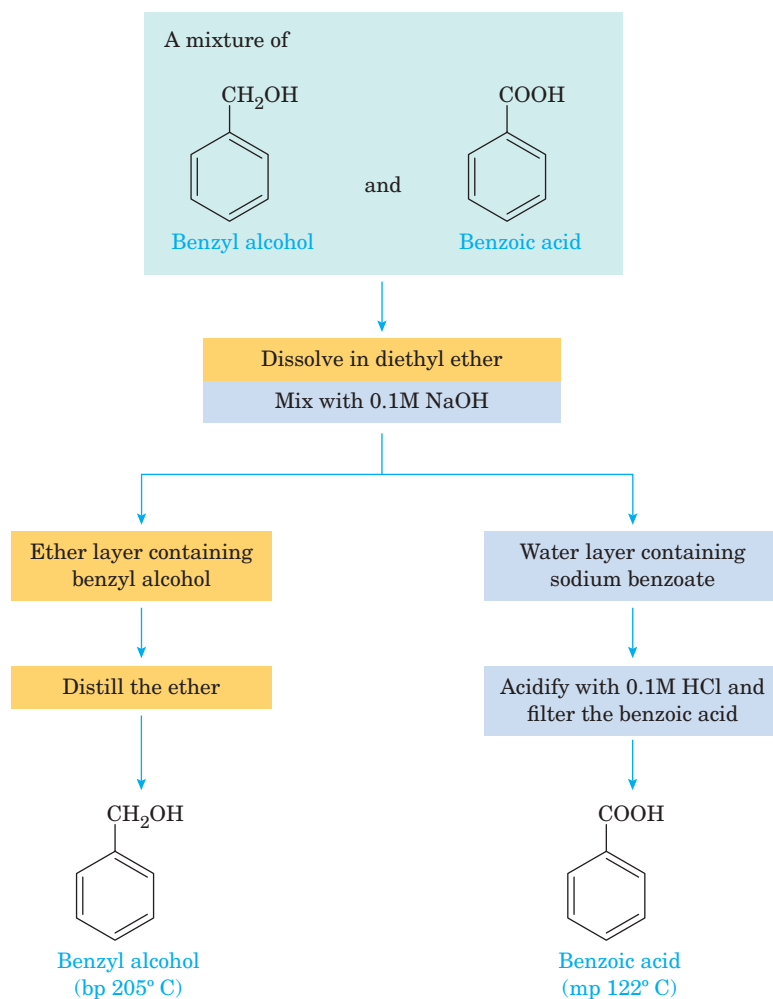 A mixture of
CH₂OH
COOH
and
Benzyl alcohol
Benzoic acid
Dissolve in diethyl ether
Mix with 0.1M NaOH
Ether layer containing
benzyl alcohol
Water layer containing
sodium benzoate
Distill the ether
Acidify with 0.1M HCl and
filter the benzoic acid
CH₂OH
COOH
Benzyl alcohol
(bp 205º C)
Benzoic acid
(mp 122º C)